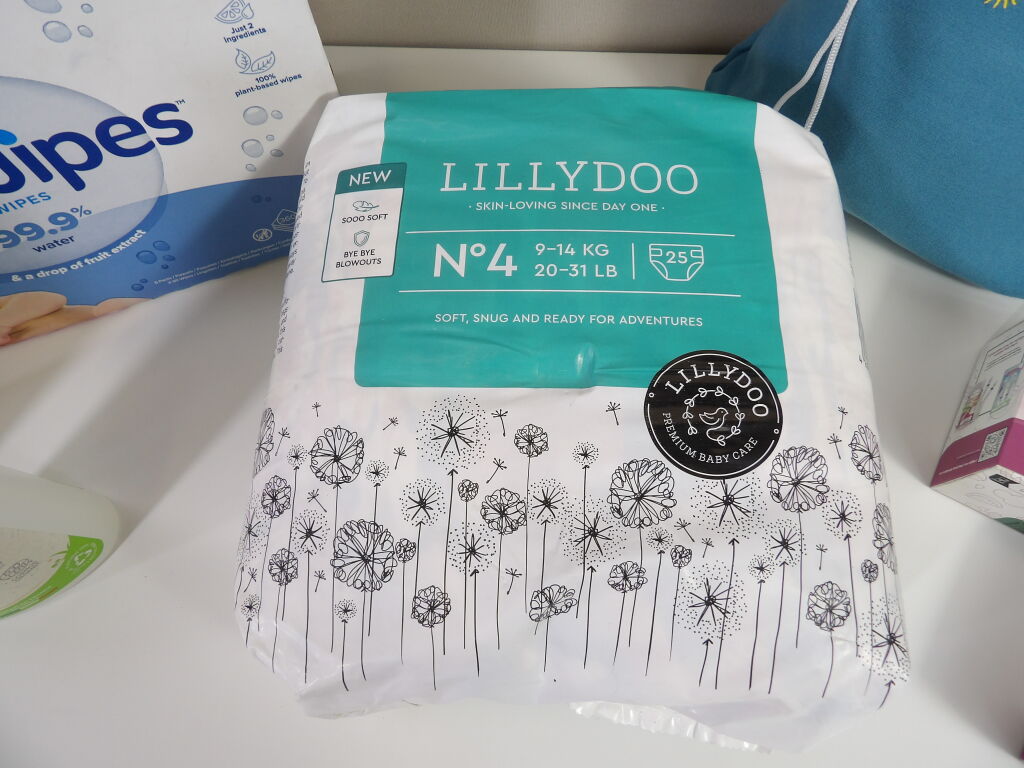 Just 2
ingredients
100%
plant-based wipes
ipes™
WIPES
99.9%
water
& a drop of fruit extract
LILLYDOO
· SKIN-LOVING SINCE DAY ONE ·
NEW
SOOO SOFT
BYE BYE
BLOWOUTS
Nº4
9–14 KG
20–31 LB
25
SOFT, SNUG AND READY FOR ADVENTURES
LILLYDOO
PREMIUM BABY CARE